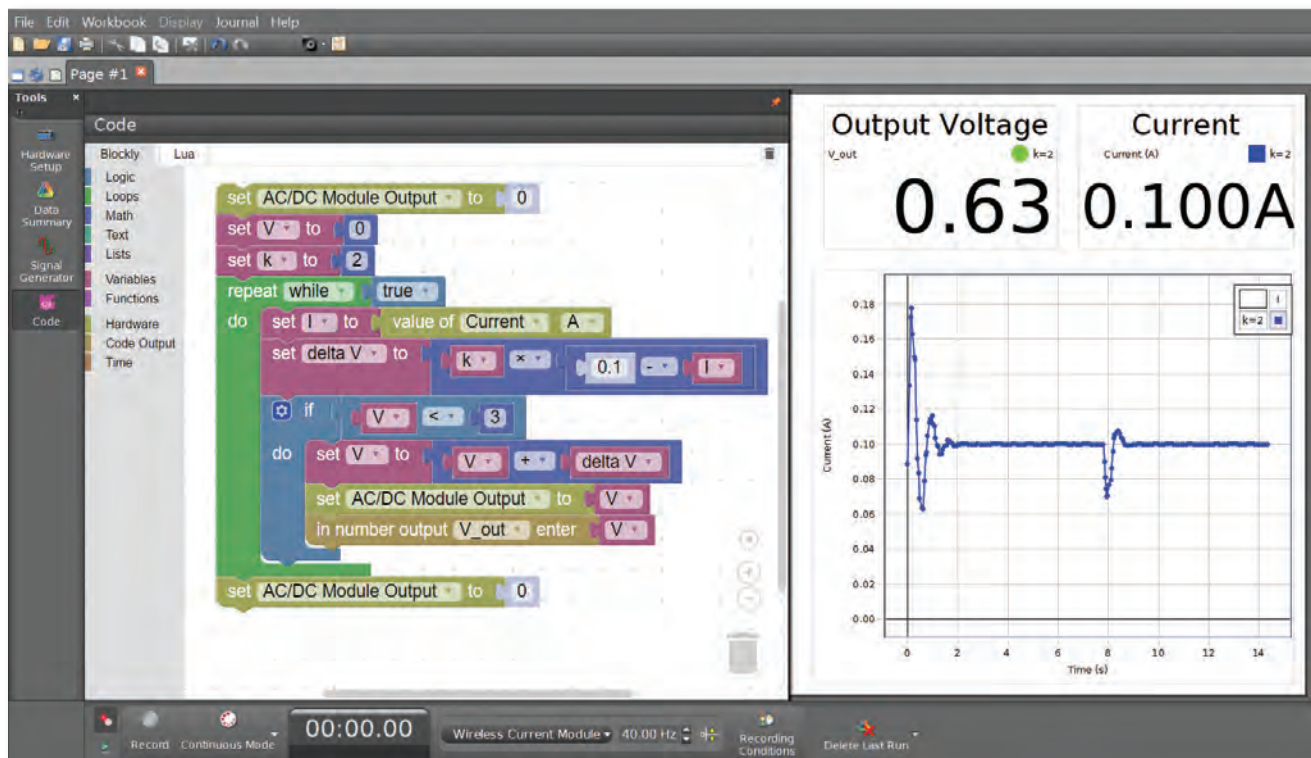 File Edit Workbook Display Journal Help
Page #1
Tools
Hardware
Setup
Data
Summary
Signal
Generator
Code
Code
Blockly Lua
Logic
Loops
Math
Text
Lists
Variables
Functions
Hardware
Code Output
Time
set AC/DC Module Output to 0
set V to 0
set k to 2
repeat while true
do set I to value of Current A
set delta V to k × 0.1 - I
if V < 3
do set V to V + delta V
set AC/DC Module Output to V
in number output V_out enter V
set AC/DC Module Output to 0
Output Voltage
V_out k=2
0.63
Current
Current (A) k=2
0.100A
I
k=2
0.18
0.16
0.14
0.12
0.10
0.08
0.06
0.04
0.02
0.00
Current (A)
0 2 4 6 8 10 12 14
Time (s)
Record
Continuous Mode
00:00.00
Wireless Current Module 40.00 Hz
Recording
Conditions
Delete Last Run